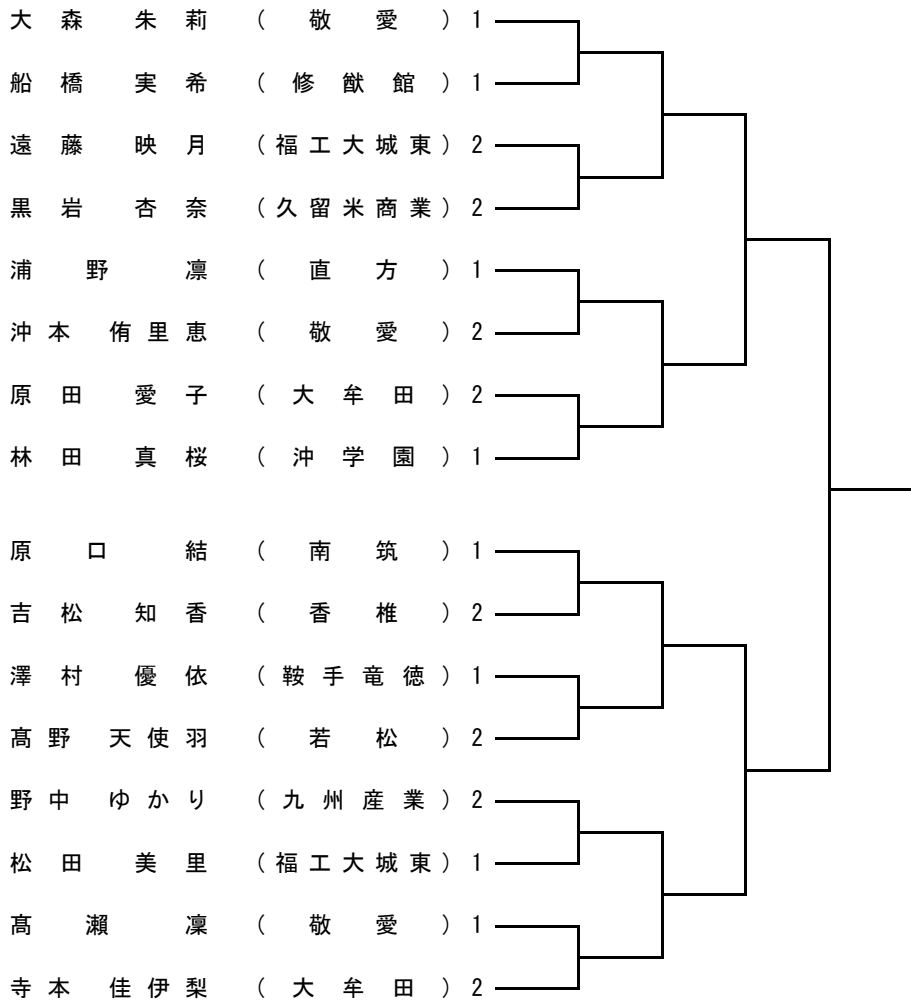 大森 朱莉 (敬愛) 1
船橋 実希 (修猷館) 1
遠藤 映月 (福工大城東) 2
黒岩 杏奈 (久留米商業) 2
浦野 凛 (直方) 1
沖本 侑里恵 (敬愛) 2
原田 愛子 (大牟田) 2
林田 真桜 (沖学園) 1
原口 結 (南筑) 1
吉松 知香 (香椎) 2
澤村 優依 (鞍手竜徳) 1
髙野 天使羽 (若松) 2
野中 ゆかり (九州産業) 2
松田 美里 (福工大城東) 1
髙瀨 凜 (敬愛) 1
寺本 佳伊梨 (大牟田) 2